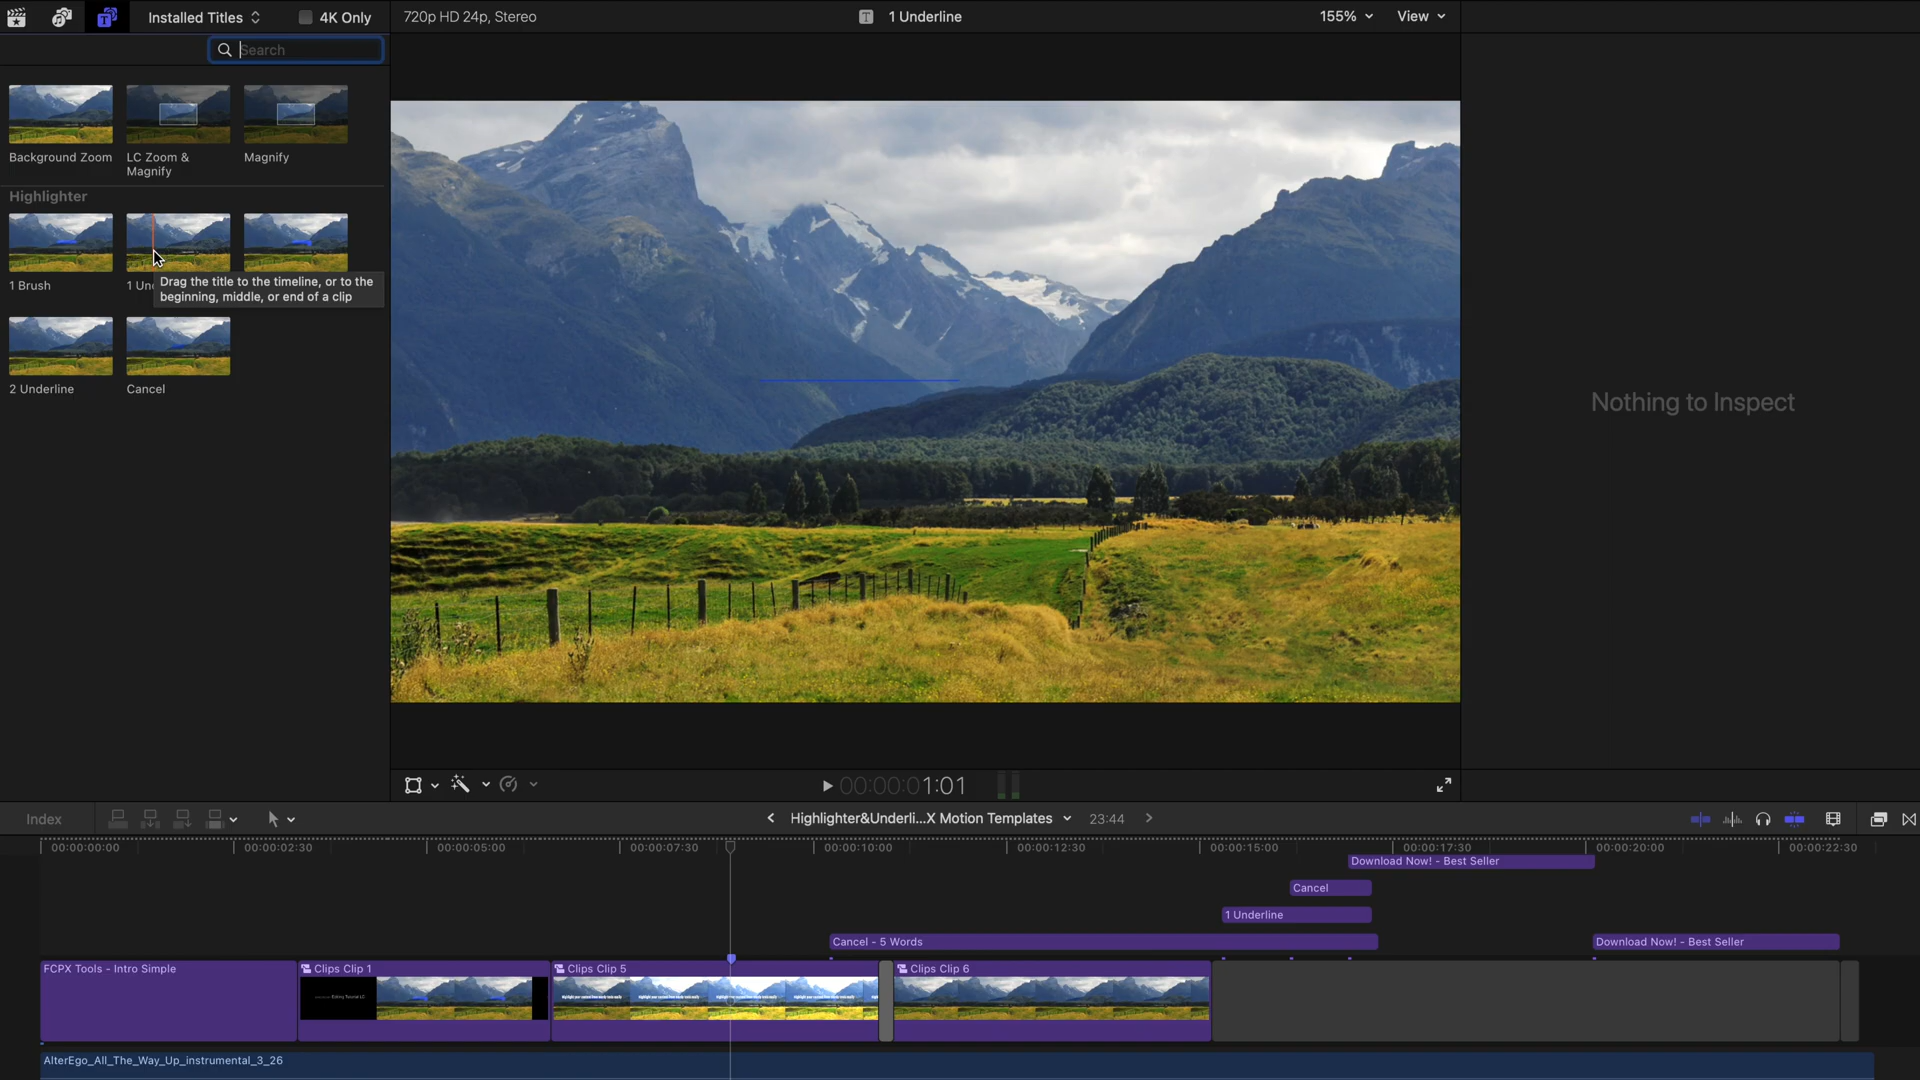 Installed Titles
4K Only
720p HD 24p, Stereo
1 Underline
155%
View
Search
Background Zoom
LC Zoom &
Magnify
Magnify
Highlighter
1 Brush
Drag the title to the timeline, or to the
beginning, middle, or end of a clip
2 Underline
Cancel
Nothing to Inspect
00:00:01:01
Index
Highlighter&Underli...X Motion Templates
23:44
00:00:00:00
00:00:02:30
00:00:05:00
00:00:07:30
00:00:10:00
00:00:12:30
00:00:15:00
00:00:17:30
00:00:20:00
00:00:22:30
Download Now! - Best Seller
Cancel
1 Underline
Cancel - 5 Words
Download Now! - Best Seller
FCPX Tools - Intro Simple
Clips Clip 1
Clips Clip 5
Clips Clip 6
AlterEgo_All_The_Way_Up_instrumental_3_26